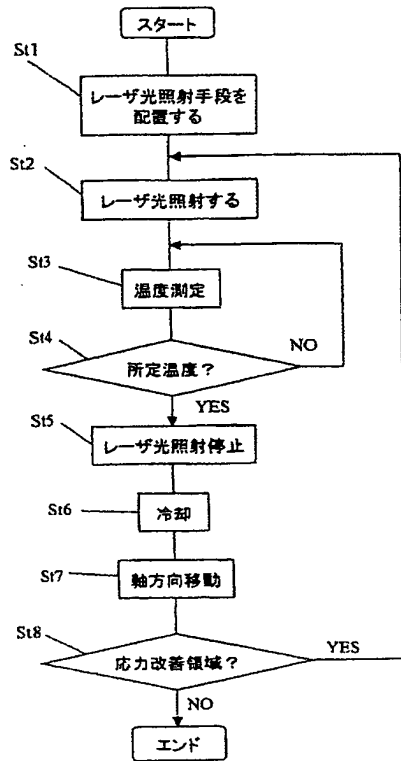 スタート
St1
レーザ光照射手段を
配置する
St2
レーザ光照射する
St3
温度測定
St4
所定温度？
NO
YES
St5
レーザ光照射停止
St6
冷却
St7
軸方向移動
St8
応力改善領域？
YES
NO
エンド